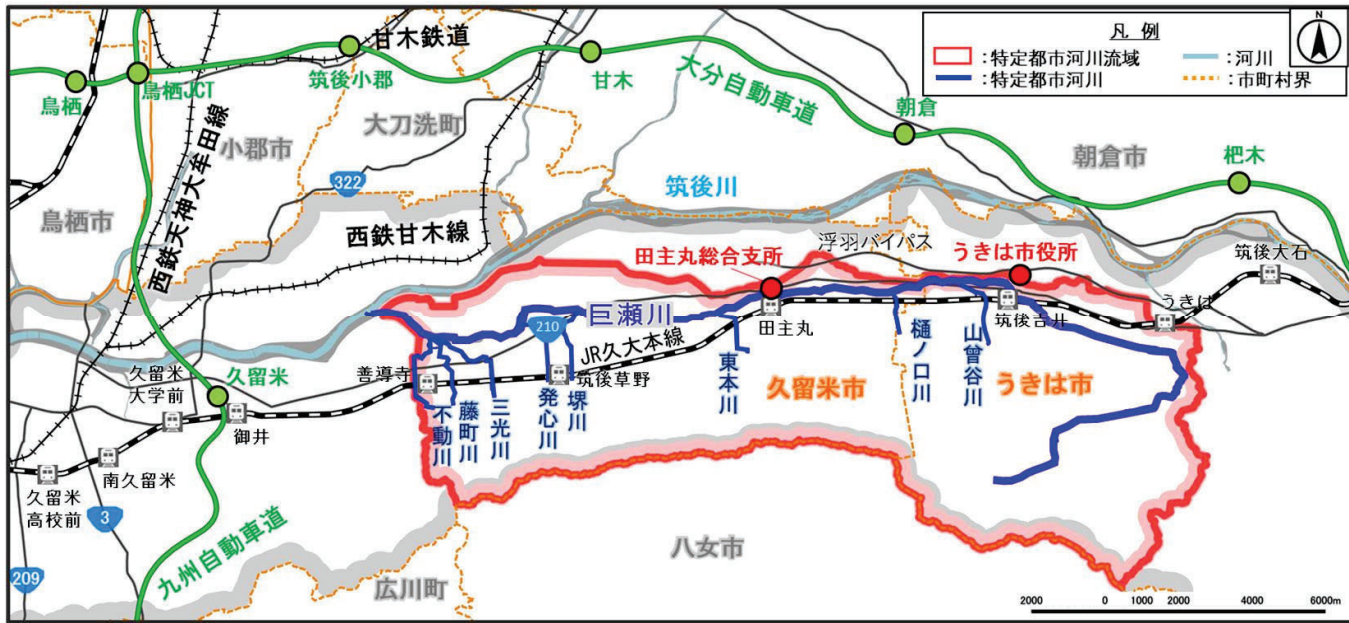 凡 例
:特定都市河川流域
:河川
:特定都市河川
:市町村界
N
甘木鉄道
鳥栖
鳥栖JCT
筑後小郡
甘木
大分自動車道
朝倉
杷木
小郡市
大刀洗町
朝倉市
鳥栖市
322
西鉄天神大牟田線
西鉄甘木線
筑後川
浮羽バイパス
田主丸総合支所
うきは市役所
筑後大石
うきは
巨瀬川
210
JR久大本線
田主丸
筑後吉井
久留米
大学前
久留米
善導寺
筑後草野
御井
南久留米
久留米
高校前
不動川
藤町川
三光川
発心川
堺川
東本川
樋ノ口川
山曾谷川
久留米市
うきは市
3
209
九州自動車道
広川町
八女市
2000
0
1000
2000
4000
6000m